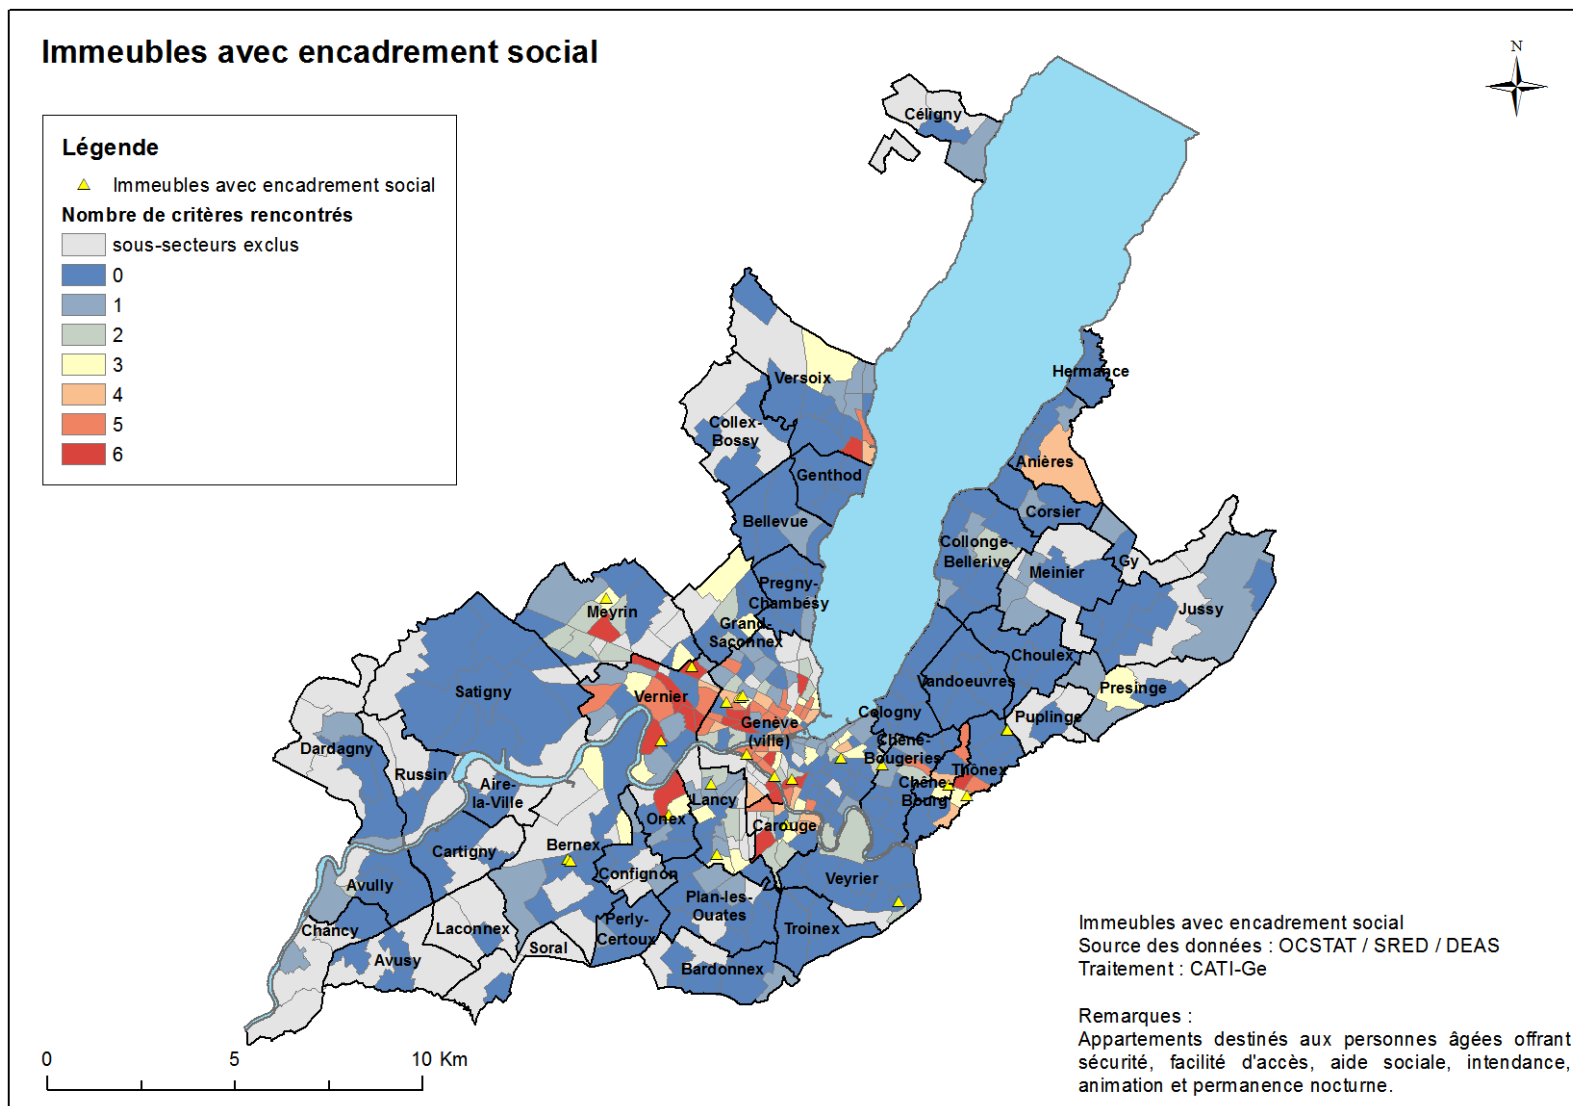 Immeubles avec encadrement social
N
Légende
Immeubles avec encadrement social
Nombre de critères rencontrés
sous-secteurs exclus
0
1
2
3
4
5
6
Céligny
Hermance
Versoix
Collex-
Bossy
Anières
Genthod
Corsier
Bellevue
Collonge-
Bellerive
Gy
Meinier
Pregny-
Chambésy
Jussy
Meyrin
Grand-
Saconnex
Choulex
Vandoeuvres
Presinge
Satigny
Vernier
Puplinge
Cologny
Genève
(ville)
Chêne-
Bougeries
Dardagny
Russin
Thônex
Aire-
la-Ville
Chêne-
Bourg
Lancy
Onex
Carouge
Bernex
Cartigny
Confignon
Veyrier
Avully
Plan-les-
Ouates
Perly-
Certoux
Troinex
Chancy
Laconnex
Soral
Avusy
Bardonnex
Immeubles avec encadrement social
Source des données : OCSTAT / SRED / DEAS
Traitement : CATI-Ge
Remarques :
Appartements destinés aux personnes âgées offrant
sécurité, facilité d'accès, aide sociale, intendance,
animation et permanence nocturne.
0 5 10 Km